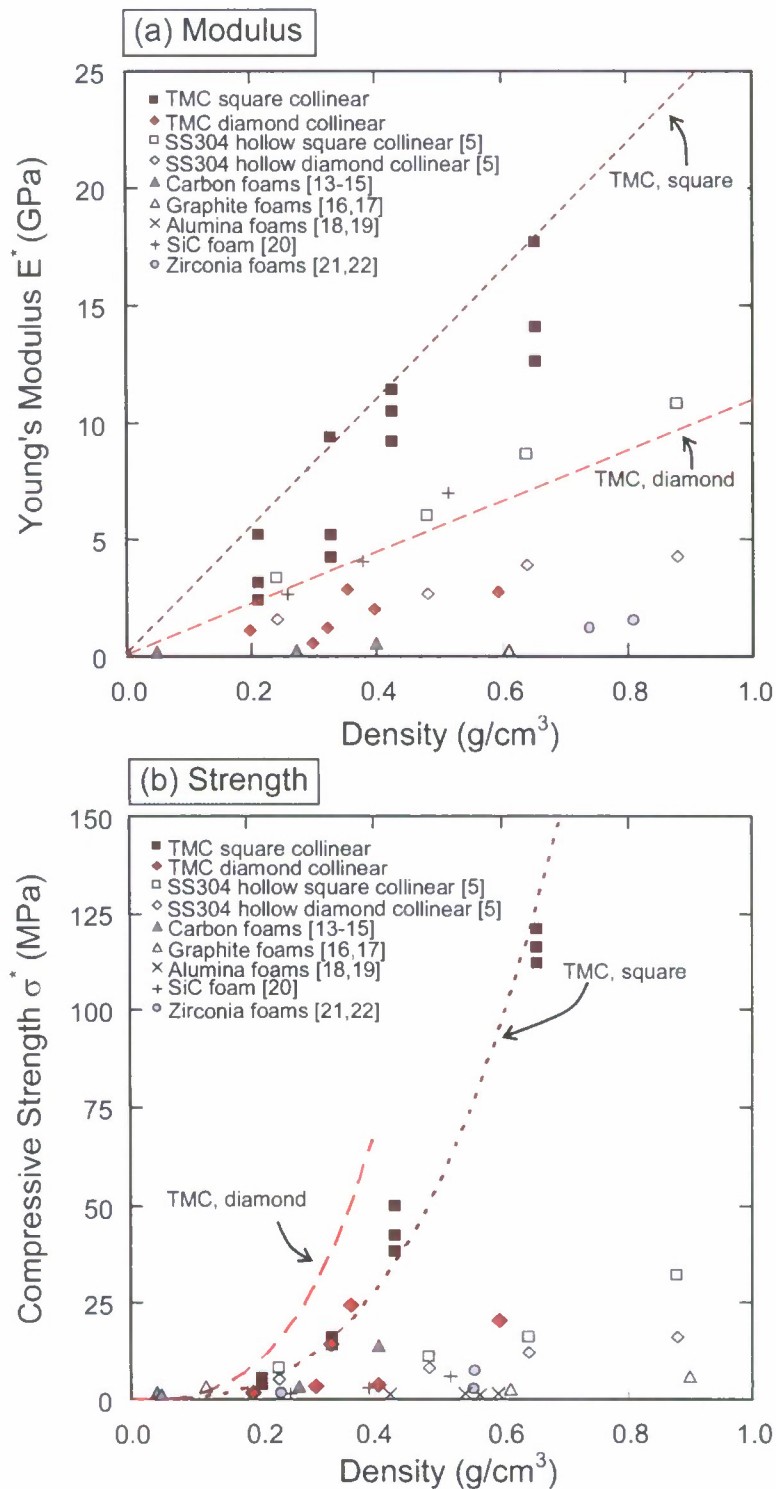 (a) Modulus
25
20
15
10
5
0
Young's Modulus E* (GPa)
TMC square collinear
TMC diamond collinear
SS304 hollow square collinear [5]
SS304 hollow diamond collinear [5]
Carbon foams [13-15]
Graphite foams [16,17]
Alumina foams [18,19]
SiC foam [20]
Zirconia foams [21,22]
TMC, square
TMC, diamond
0.0 0.2 0.4 0.6 0.8 1.0
Density (g/cm³)
(b) Strength
150
125
100
75
50
25
0
Compressive Strength σ* (MPa)
TMC square collinear
TMC diamond collinear
SS304 hollow square collinear [5]
SS304 hollow diamond collinear [5]
Carbon foams [13-15]
Graphite foams [16,17]
Alumina foams [18,19]
SiC foam [20]
Zirconia foams [21,22]
TMC, square
TMC, diamond
0.0 0.2 0.4 0.6 0.8 1.0
Density (g/cm³)